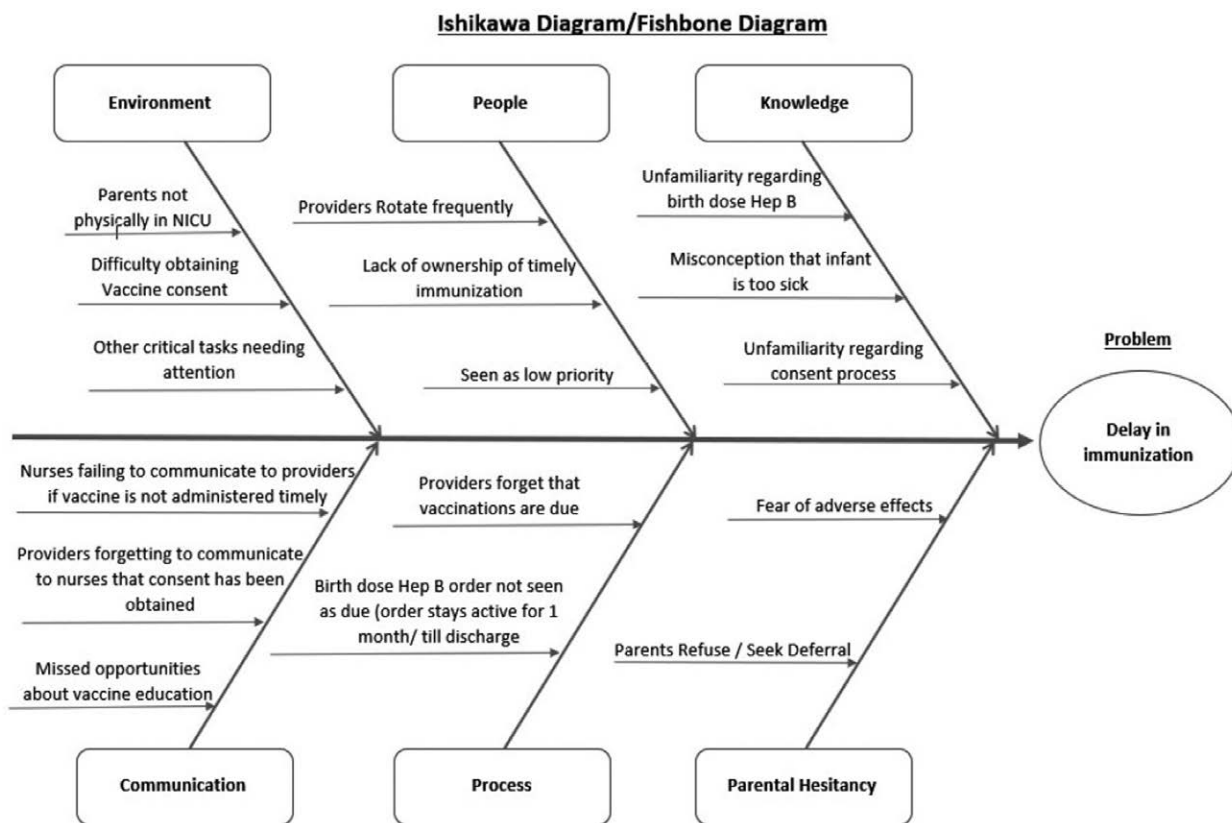 Ishikawa Diagram/Fishbone Diagram
Environment
People
Knowledge
Parents not
physically in NICU
Difficulty obtaining
Vaccine consent
Other critical tasks needing
attention
Providers Rotate frequently
Lack of ownership of timely
immunization
Seen as low priority
Unfamiliarity regarding
birth dose Hep B
Misconception that infant
is too sick
Unfamiliarity regarding
consent process
Problem
Delay in
immunization
Nurses failing to communicate to providers
if vaccine is not administered timely
Providers forgetting to communicate
to nurses that consent has been
obtained
Missed opportunities
about vaccine education
Providers forget that
vaccinations are due
Birth dose Hep B order not seen
as due (order stays active for 1
month/ till discharge
Fear of adverse effects
Parents Refuse / Seek Deferral
Communication
Process
Parental Hesitancy